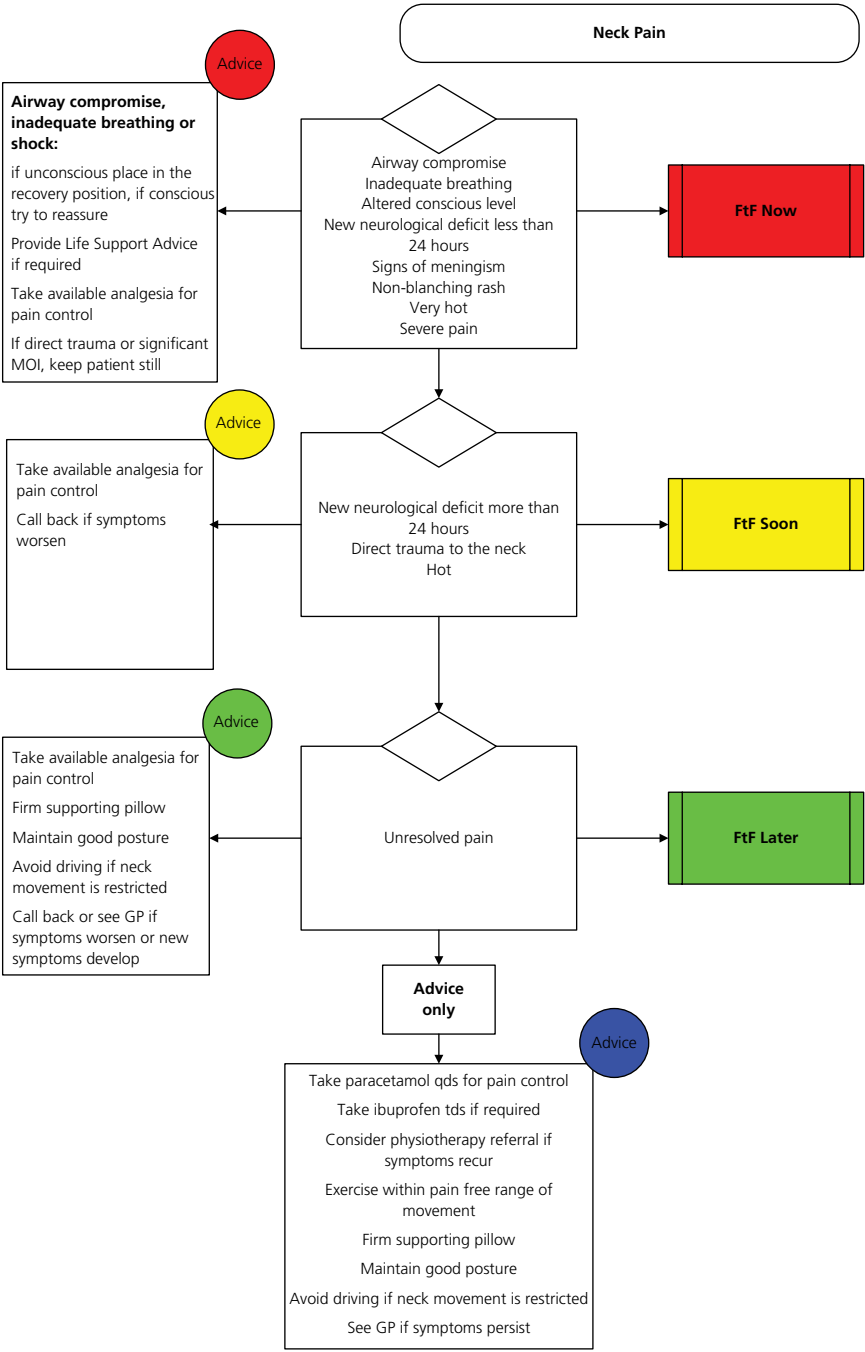 Neck Pain
Advice
Airway compromise,
inadequate breathing or
shock:
if unconscious place in the
recovery position, if conscious
try to reassure
Provide Life Support Advice
if required
Take available analgesia for
pain control
If direct trauma or significant
MOI, keep patient still
Airway compromise
Inadequate breathing
Altered conscious level
New neurological deficit less than
24 hours
Signs of meningism
Non-blanching rash
Very hot
Severe pain
FtF Now
Advice
Take available analgesia for
pain control
Call back if symptoms
worsen
New neurological deficit more than
24 hours
Direct trauma to the neck
Hot
FtF Soon
Advice
Take available analgesia for
pain control
Firm supporting pillow
Maintain good posture
Avoid driving if neck
movement is restricted
Call back or see GP if
symptoms worsen or new
symptoms develop
Unresolved pain
FtF Later
Advice
only
Advice
Take paracetamol qds for pain control
Take ibuprofen tds if required
Consider physiotherapy referral if
symptoms recur
Exercise within pain free range of
movement
Firm supporting pillow
Maintain good posture
Avoid driving if neck movement is restricted
See GP if symptoms persist